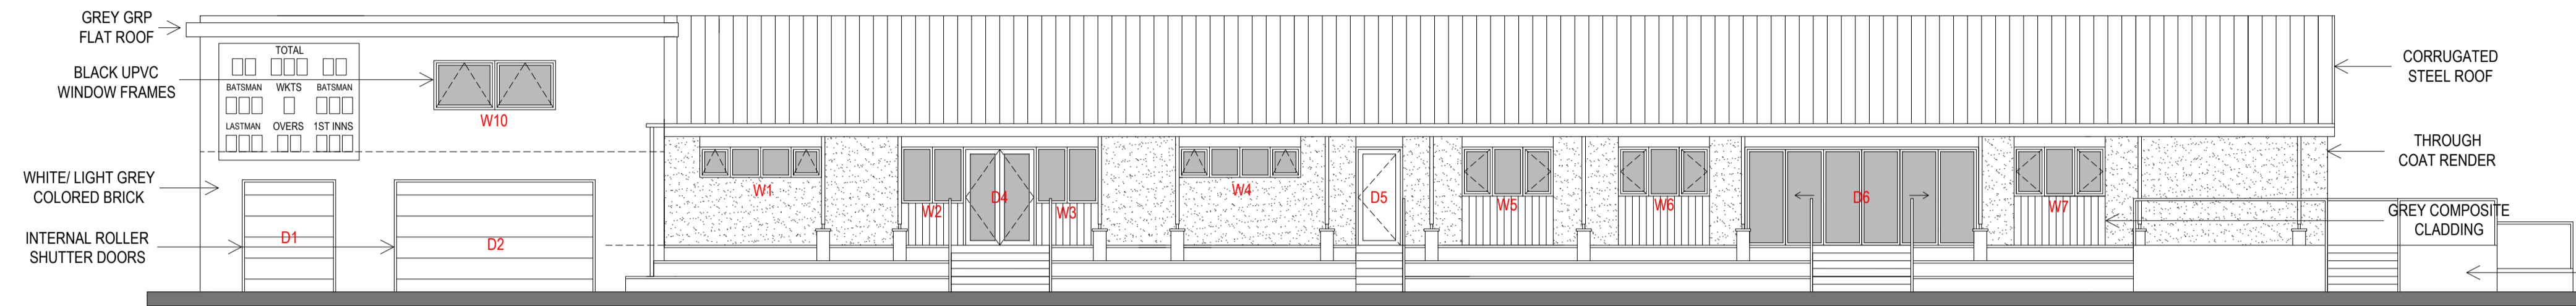 GREY GRP
FLAT ROOF
BLACK UPVC
WINDOW FRAMES
WHITE/ LIGHT GREY
COLORED BRICK
INTERNAL ROLLER
SHUTTER DOORS
TOTAL
BATSMAN WKTS BATSMAN
LASTMAN OVERS 1ST INNS
W10
D1
D2
W1
W2
D4
W3
W4
D5
W5
W6
D6
W7
CORRUGATED
STEEL ROOF
THROUGH
COAT RENDER
GREY COMPOSITE
CLADDING